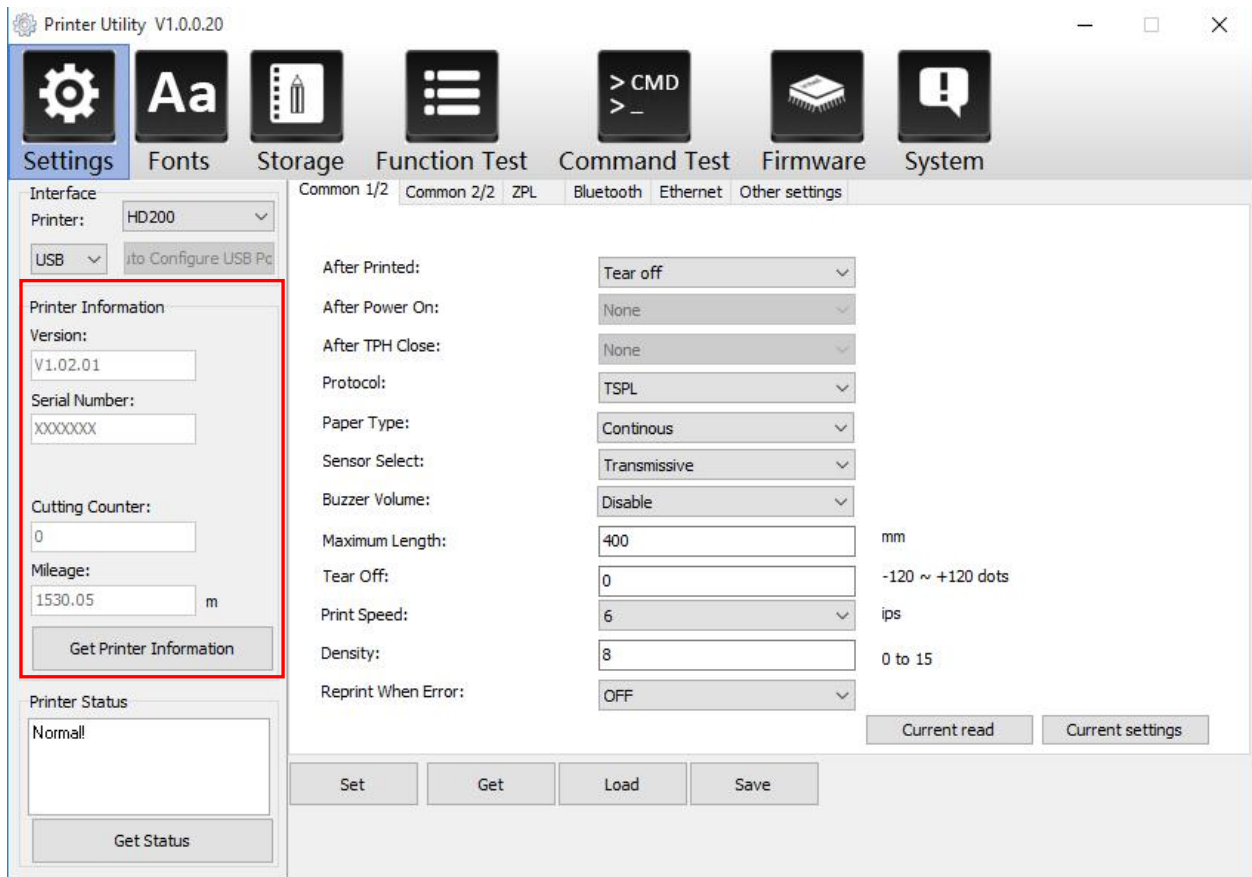 Printer Utility V1.0.0.20
Aa
> CMD
> _
Settings Fonts Storage Function Test Command Test Firmware System
Interface
Printer: HD200
USB uto Configure USB Po
Printer Information
Version:
V1.02.01
Serial Number:
XXXXXXX
Cutting Counter:
0
Mileage:
1530.05 m
Get Printer Information
Printer Status
Normal!
Get Status
Common 1/2 Common 2/2 ZPL Bluetooth Ethernet Other settings
After Printed: Tear off
After Power On: None
After TPH Close: None
Protocol: TSPL
Paper Type: Continous
Sensor Select: Transmissive
Buzzer Volume: Disable
Maximum Length: 400 mm
Tear Off: 0 -120 ~ +120 dots
Print Speed: 6 ips
Density: 8 0 to 15
Reprint When Error: OFF
Current read Current settings
Set Get Load Save